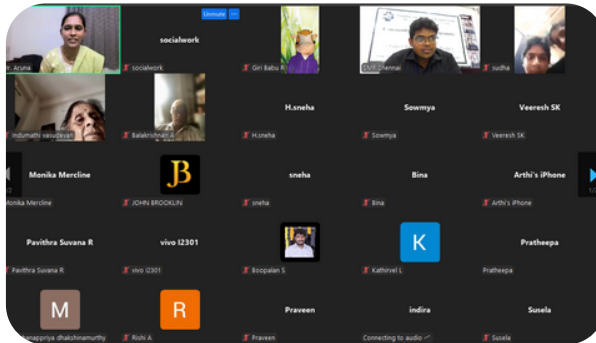 Unmute
Dr. Aruna
socialwork
socialwork
Giri Babu R
Chennai
sudha
Indumathi vasudevan
Balakrishnan A
H.sneha
H.sneha
Sowmya
Sowmya
Veeresh SK
Veeresh SK
Monika Mercline
Monika Mercline
JB
JOHN BROOKLIN
sneha
sneha
Bina
Bina
Arthi's iPhone
Arthi's iPhone
Pavithra Suvana R
Pavithra Suvana R
vivo I2301
vivo I2301
Boopalan S
K
Kathirvel L
Pratheepa
Pratheepa
M
dhakshinamurthy
R
Rishi A
Praveen
Praveen
indira
Connecting to audio
Susela
Susela